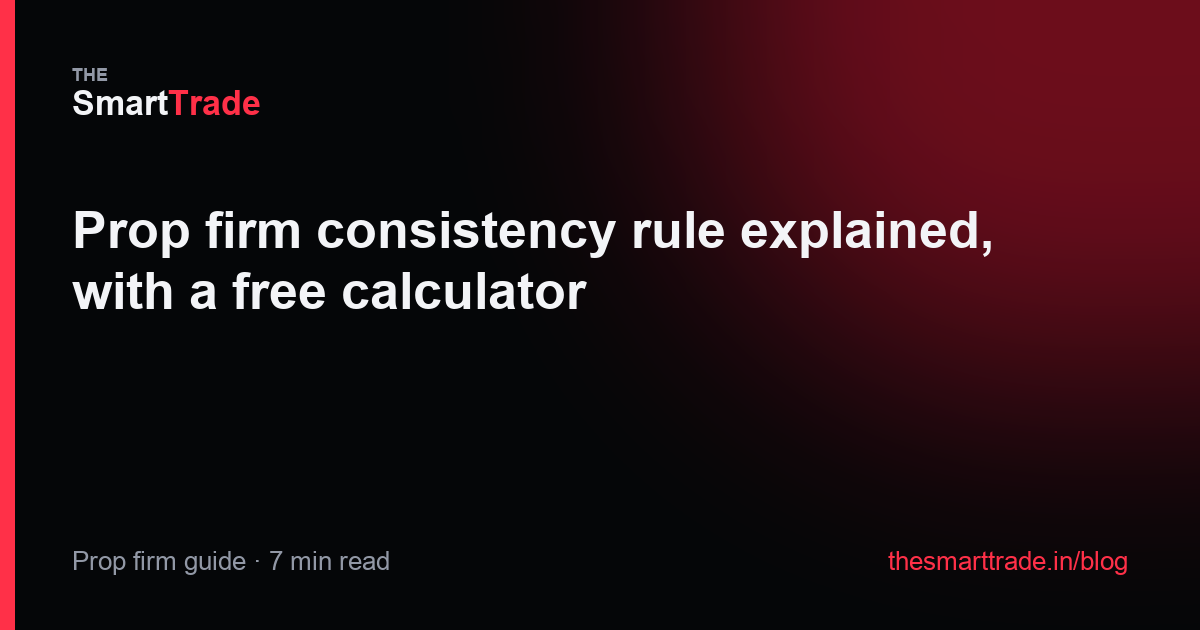 THE
SmartTrade
Prop firm consistency rule explained,
with a free calculator
Prop firm guide · 7 min read
thesmarttrade.in/blog